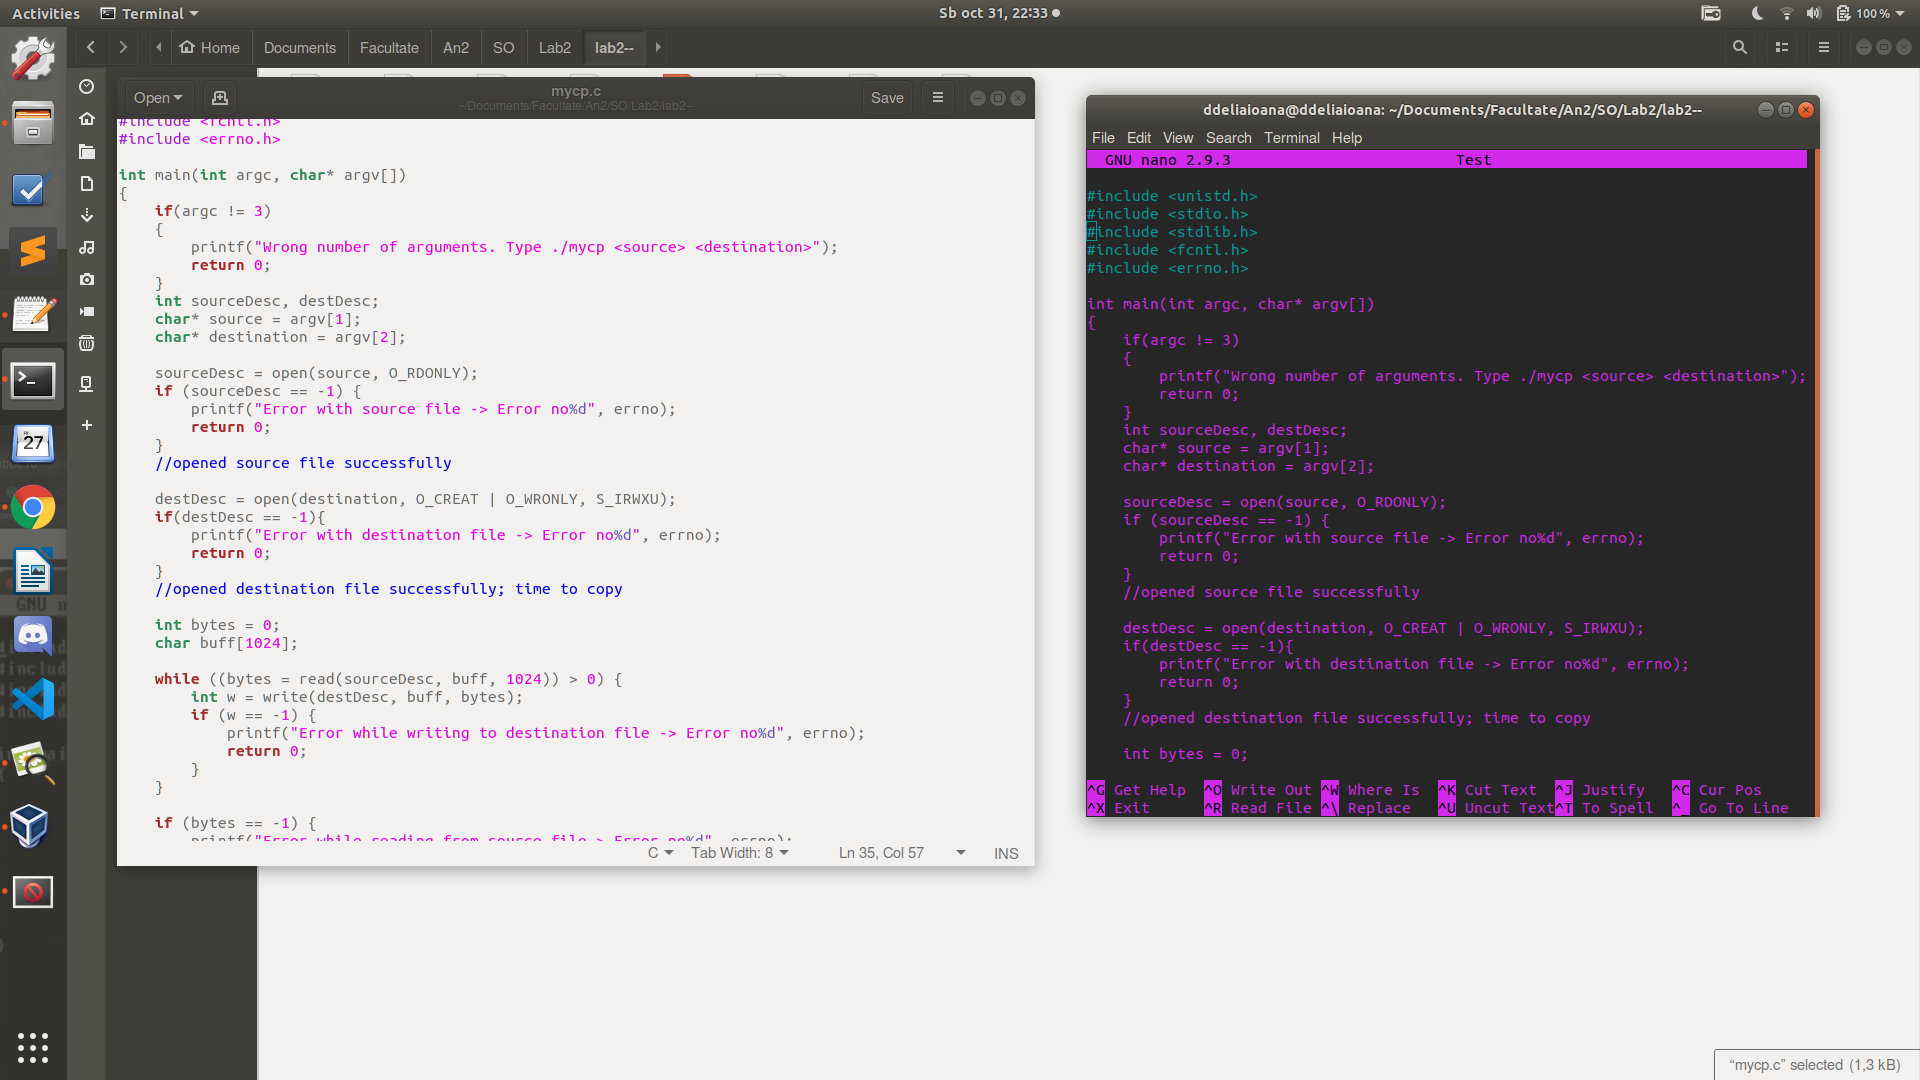 Activities
Terminal
Sb oct 31, 22:33
100 %
Home
Documents
Facultate
An2
SO
Lab2
lab2--
Open
mycp.c
~/Documents/Facultate/An2/SO/Lab2/lab2--
Save
#include <fcntl.h>
#include <errno.h>
int main(int argc, char* argv[])
{
if(argc != 3)
{
printf("Wrong number of arguments. Type ./mycp <source> <destination>");
return 0;
}
int sourceDesc, destDesc;
char* source = argv[1];
char* destination = argv[2];
sourceDesc = open(source, O_RDONLY);
if (sourceDesc == -1) {
printf("Error with source file -> Error no%d", errno);
return 0;
}
//opened source file successfully
destDesc = open(destination, O_CREAT | O_WRONLY, S_IRWXU);
if(destDesc == -1){
printf("Error with destination file -> Error no%d", errno);
return 0;
}
//opened destination file successfully; time to copy
int bytes = 0;
char buff[1024];
while ((bytes = read(sourceDesc, buff, 1024)) > 0) {
int w = write(destDesc, buff, bytes);
if (w == -1) {
printf("Error while writing to destination file -> Error no%d", errno);
return 0;
}
}
if (bytes == -1) {
printf("Error while reading from source file-> Error no%d", errno);
C
Tab Width: 8
Ln 35, Col 57
INS
ddeliaioana@ddeliaioana: ~/Documents/Facultate/An2/SO/Lab2/lab2--
File Edit View Search Terminal Help
GNU nano 2.9.3 Test
#include <unistd.h>
#include <stdio.h>
#include <stdlib.h>
#include <fcntl.h>
#include <errno.h>
int main(int argc, char* argv[])
{
if(argc != 3)
{
printf("Wrong number of arguments. Type ./mycp <source> <destination>");
return 0;
}
int sourceDesc, destDesc;
char* source = argv[1];
char* destination = argv[2];
sourceDesc = open(source, O_RDONLY);
if (sourceDesc == -1) {
printf("Error with source file -> Error no%d", errno);
return 0;
}
//opened source file successfully
destDesc = open(destination, O_CREAT | O_WRONLY, S_IRWXU);
if(destDesc == -1){
printf("Error with destination file -> Error no%d", errno);
return 0;
}
//opened destination file successfully; time to copy
int bytes = 0;
^G Get Help ^O Write Out ^W Where Is ^K Cut Text ^J Justify ^C Cur Pos
^X Exit ^R Read File ^\ Replace ^U Uncut Text ^T To Spell ^_ Go To Line
27
GNU n
"mycp.c" selected (1,3 kB)